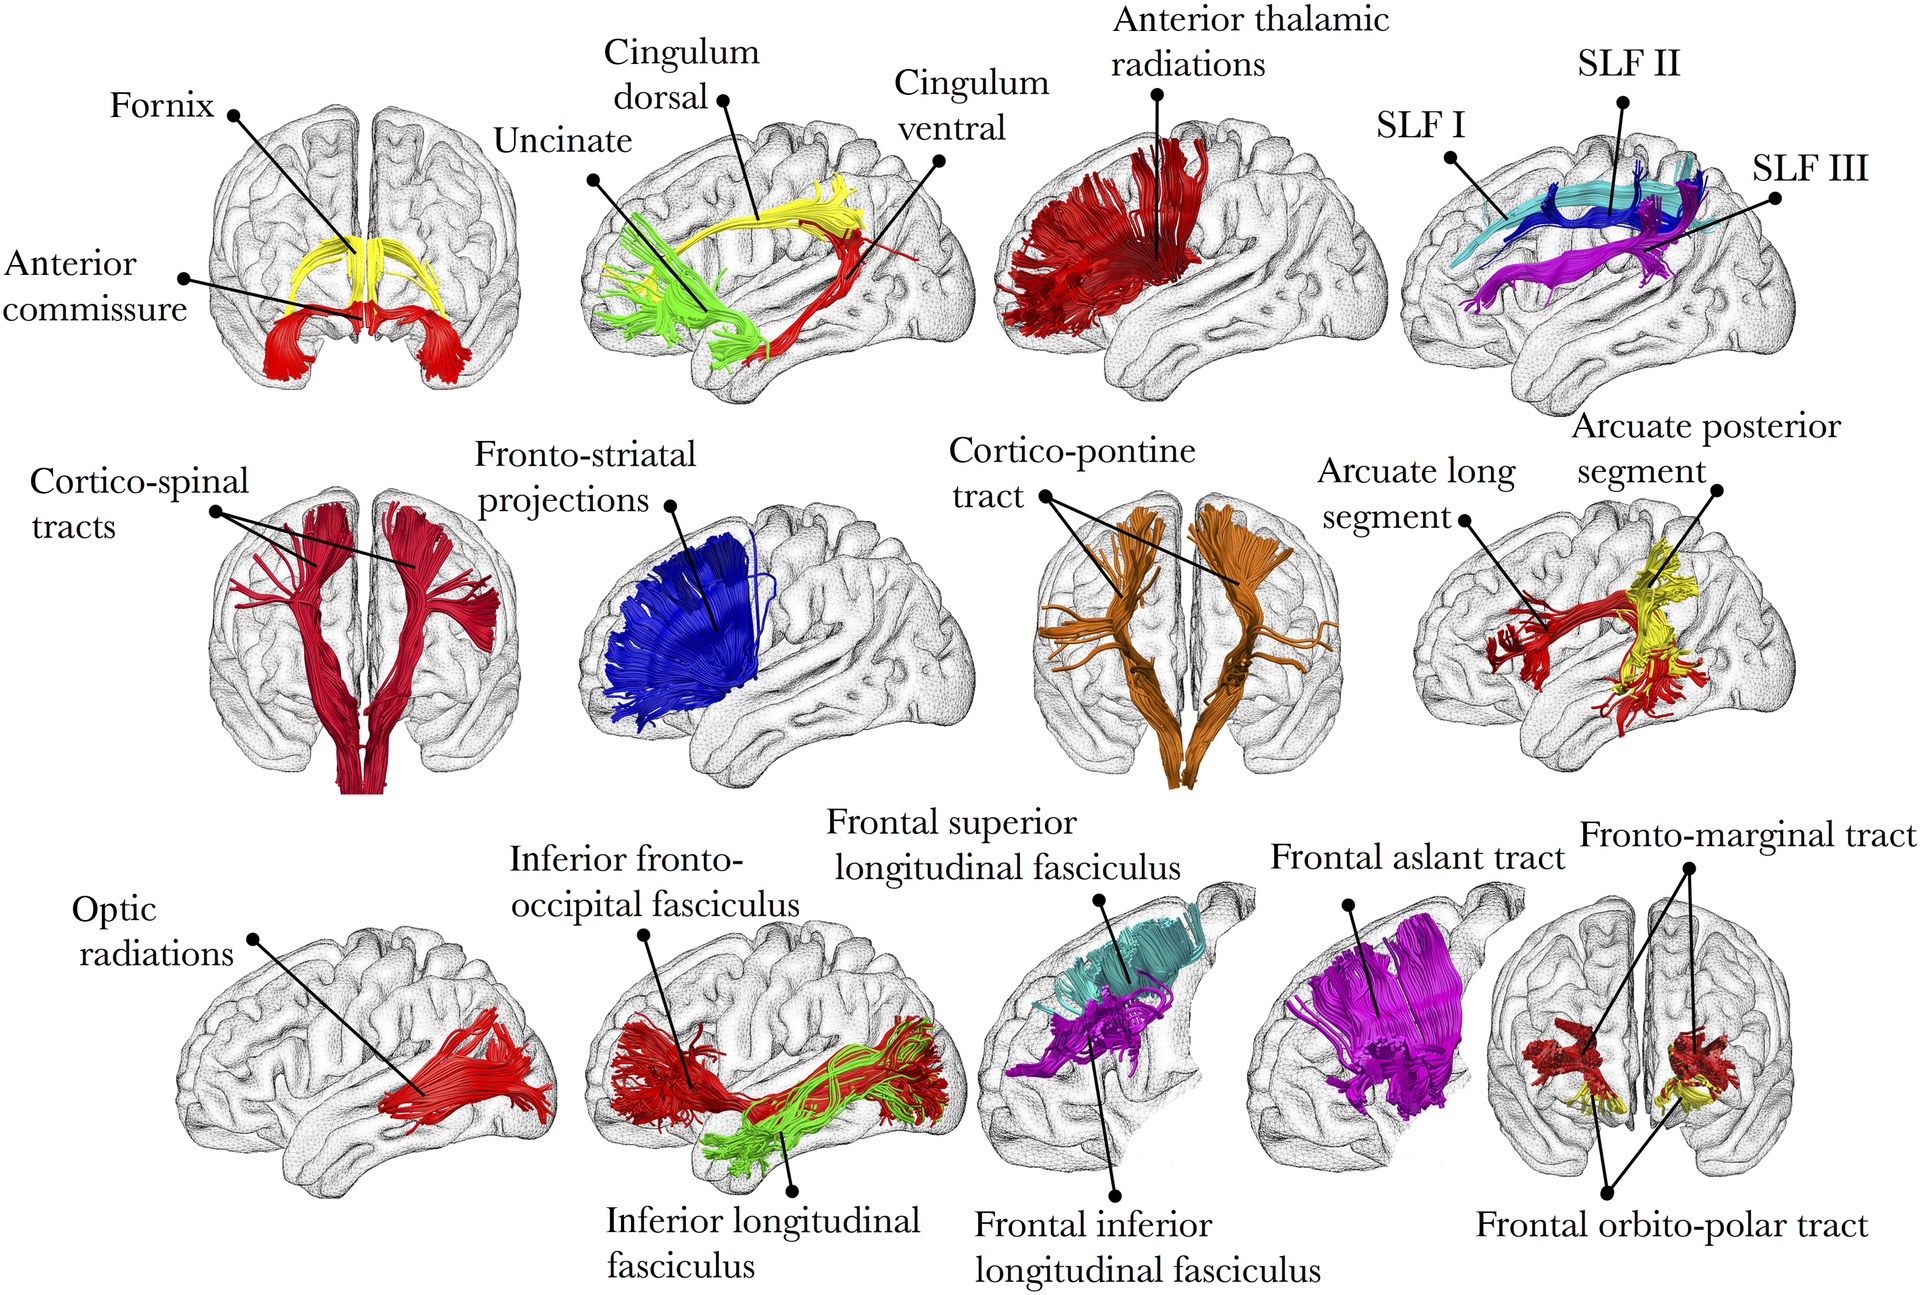 Fornix
Anterior
commissure
Cingulum
dorsal
Uncinate
Cingulum
ventral
Anterior thalamic
radiations
SLF I
SLF II
SLF III
Cortico-spinal
tracts
Fronto-striatal
projections
Cortico-pontine
tract
Arcuate long
segment
Arcuate posterior
segment
Optic
radiations
Inferior fronto-
occipital fasciculus
Inferior longitudinal
fasciculus
Frontal superior
longitudinal fasciculus
Frontal inferior
longitudinal fasciculus
Frontal aslant tract
Fronto-marginal tract
Frontal orbito-polar tract